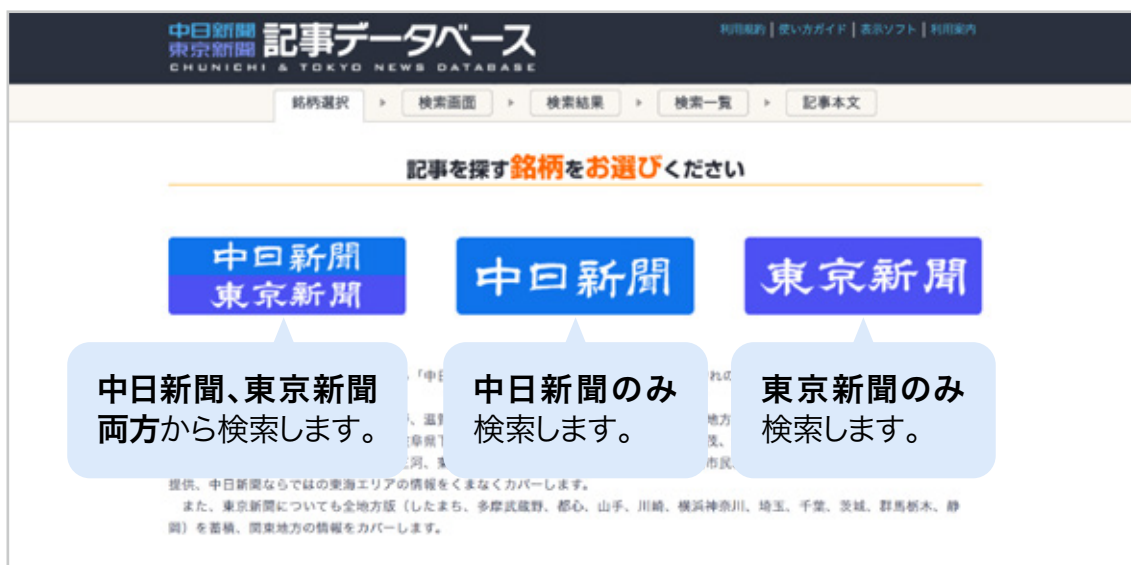 中日新聞
東京新聞
記事データベース
CHUNICHI & TOKYO NEWS DATABASE
利用規約 | 使い方ガイド | 表示ソフト | 利用案内
銘柄選択 ▸ 検索画面 ▸ 検索結果 ▸ 検索一覧 ▸ 記事本文
記事を探す銘柄をお選びください
中日新聞
東京新聞
中日新聞
東京新聞
中日新聞、東京新聞
両方から検索します。
中日新聞のみ
検索します。
東京新聞のみ
検索します。
提供、中日新聞ならではの東海エリアの情報をくまなくカバーします。
また、東京新聞についても全地方版（したまち、多摩武蔵野、都心、山手、川崎、横浜神奈川、埼玉、千葉、茨城、群馬栃木、静
岡）を蓄積、関東地方の情報をカバーします。